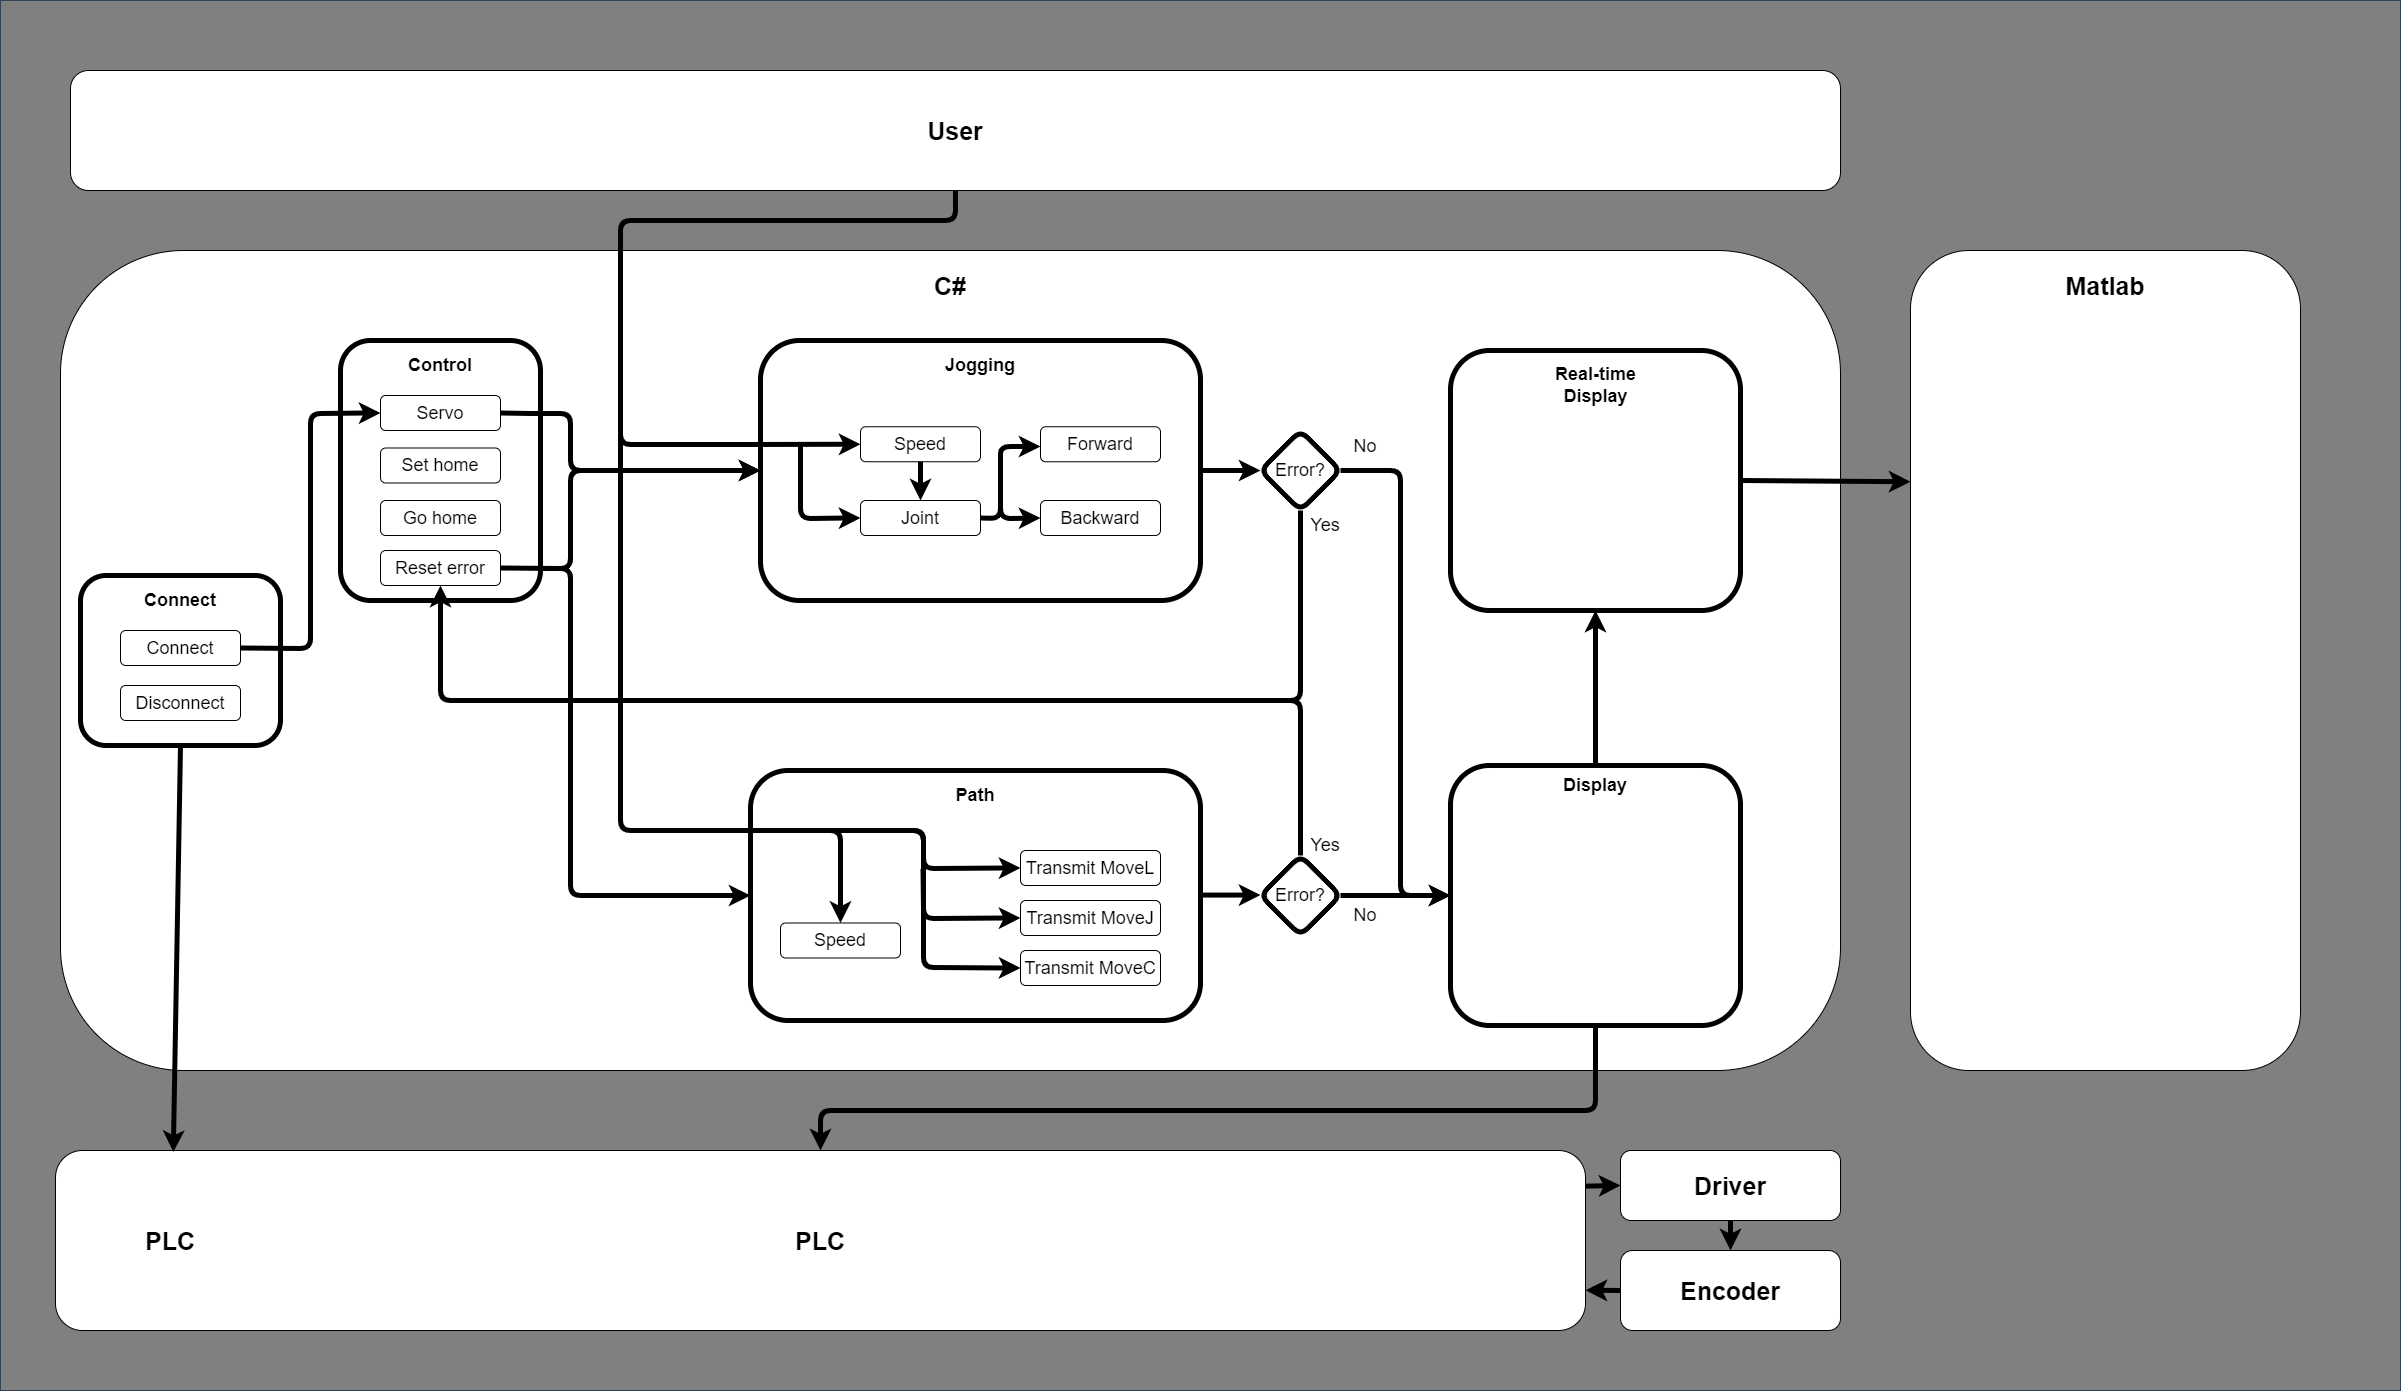 User
C#
Matlab
Control
Servo
Set home
Go home
Reset error
Connect
Connect
Disconnect
Jogging
Speed
Joint
Forward
Backward
Error?
No
Yes
Real-time
Display
Path
Speed
Transmit MoveL
Transmit MoveJ
Transmit MoveC
Yes
Error?
No
Display
PLC
PLC
Driver
Encoder